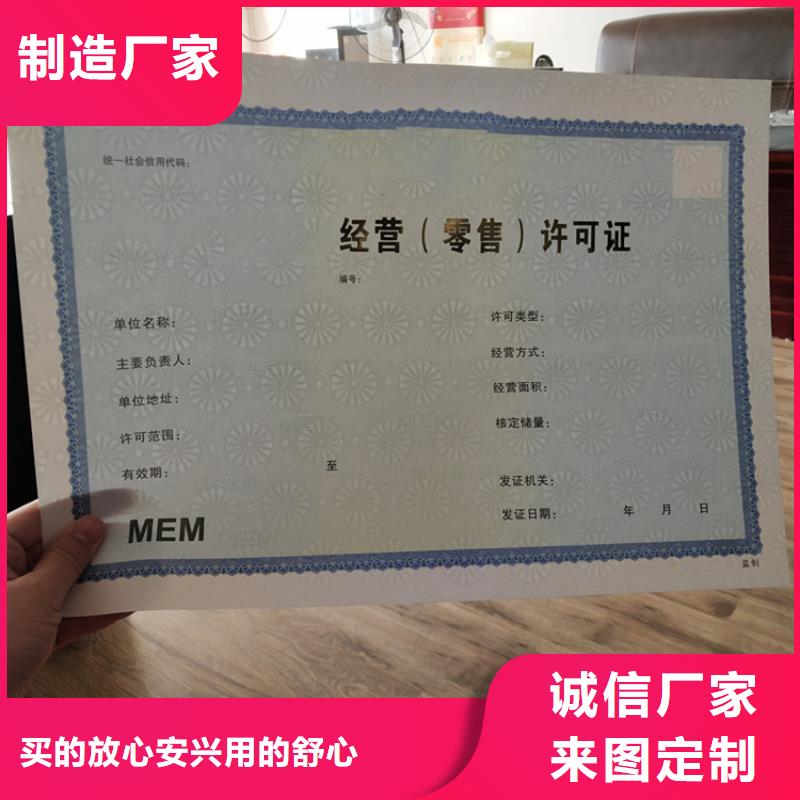 制造厂家
统一社会信用代码:
经营(零售)许可证
编号:
单位名称:
主要负责人:
单位地址:
许可范围:
有效期: 至
许可类型:
经营方式:
经营面积:
核定储量:
发证机关:
发证日期: 年 月 日
MEM
监制
诚信厂家
来图定制
买的放心安兴用的舒心